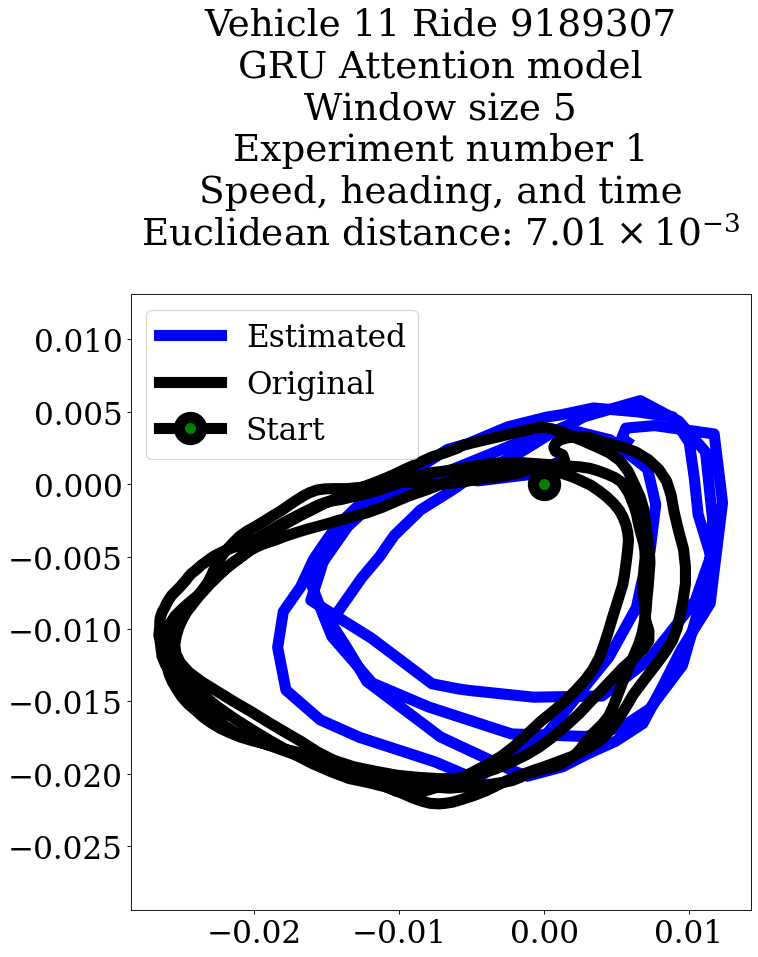 Vehicle 11 Ride 9189307
GRU Attention model
Window size 5
Experiment number 1
Speed, heading, and time
Euclidean distance: 7.01 × 10⁻³
Estimated
Original
Start
0.010
0.005
0.000
−0.005
−0.010
−0.015
−0.020
−0.025
−0.02
−0.01
0.00
0.01